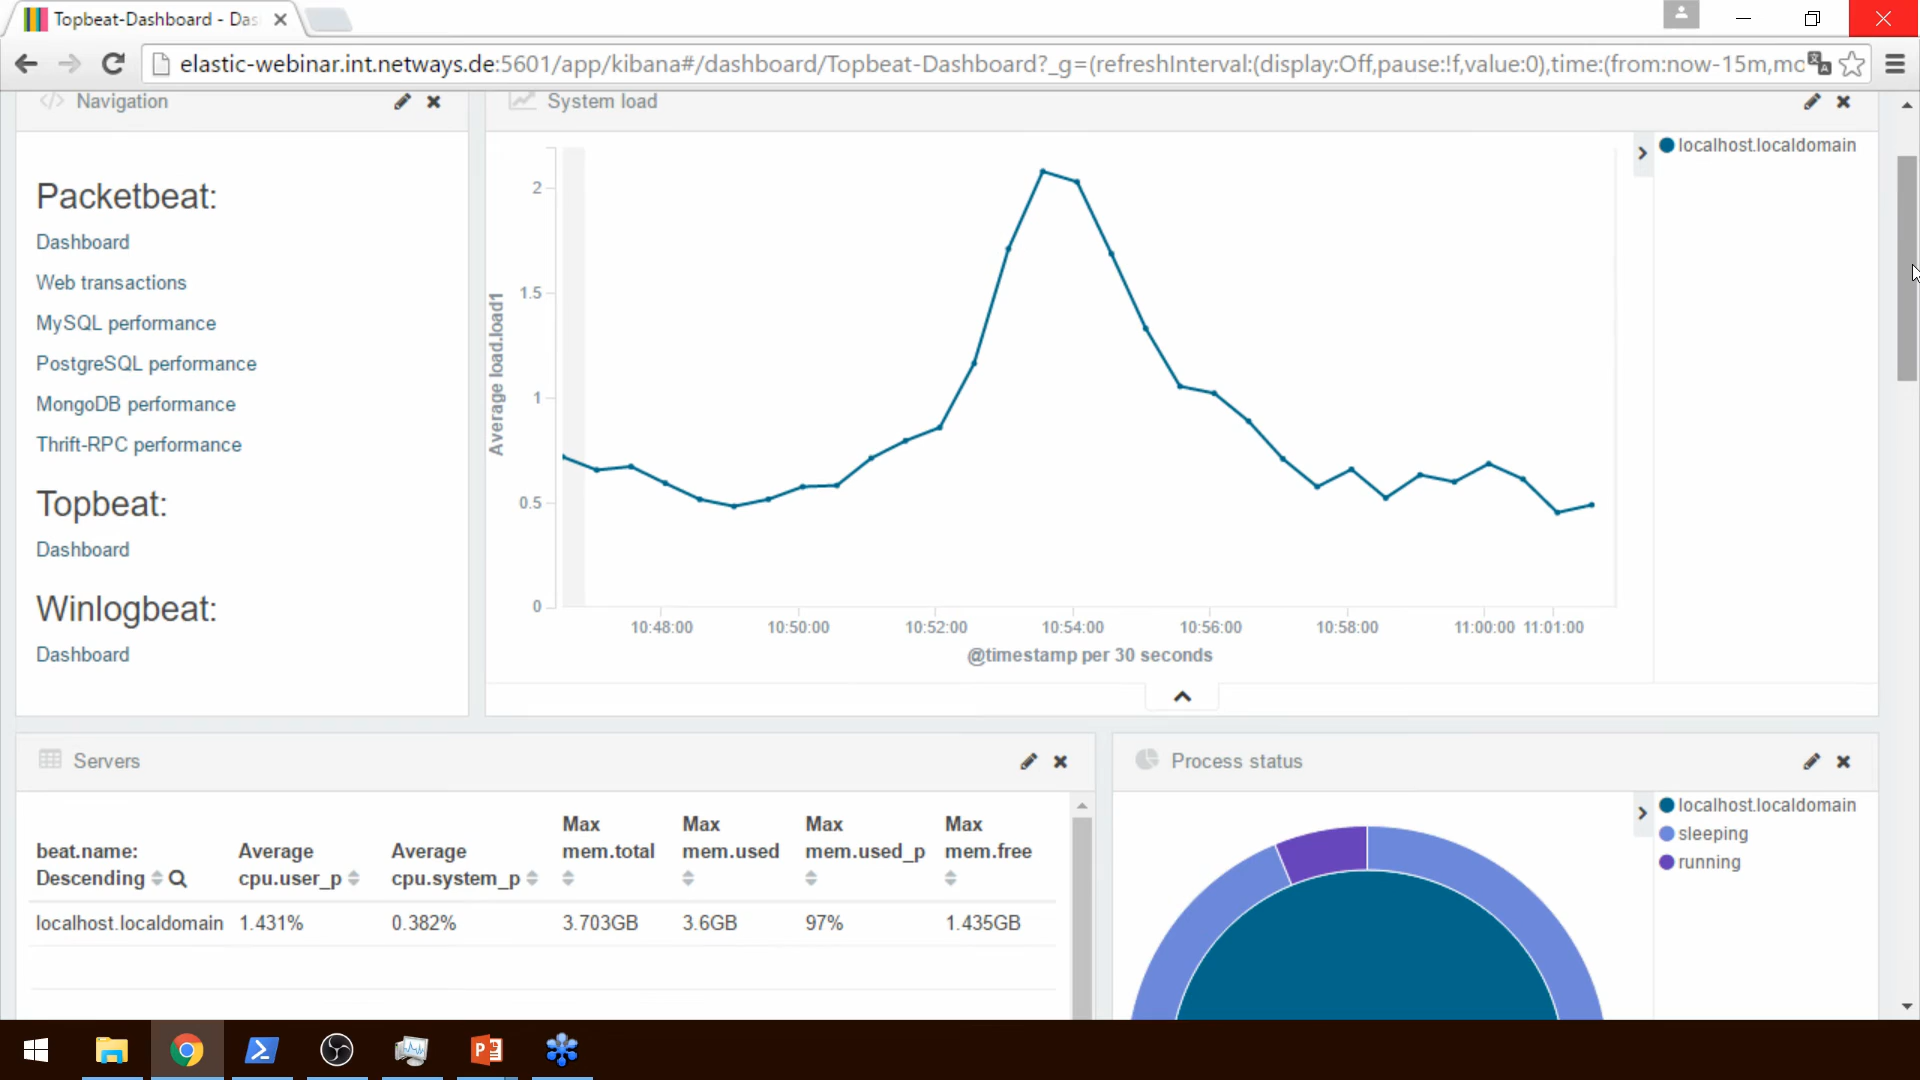 Topbeat-Dashboard - Das
elastic-webinar.int.netways.de:5601/app/kibana#/dashboard/Topbeat-Dashboard?_g=(refreshInterval:(display:Off,pause:!f,value:0),time:(from:now-15m,mo
Navigation
Packetbeat:
Dashboard
Web transactions
MySQL performance
PostgreSQL performance
MongoDB performance
Thrift-RPC performance
Topbeat:
Dashboard
Winlogbeat:
Dashboard
System load
localhost.localdomain
Average load.load1
2
1.5
1
0.5
0
10:48:00 10:50:00 10:52:00 10:54:00 10:56:00 10:58:00 11:00:00 11:01:00
@timestamp per 30 seconds
Servers
beat.name: Descending
Average cpu.user_p
Average cpu.system_p
Max mem.total
Max mem.used
Max mem.used_p
Max mem.free
localhost.localdomain 1.431% 0.382% 3.703GB 3.6GB 97% 1.435GB
Process status
localhost.localdomain
sleeping
running